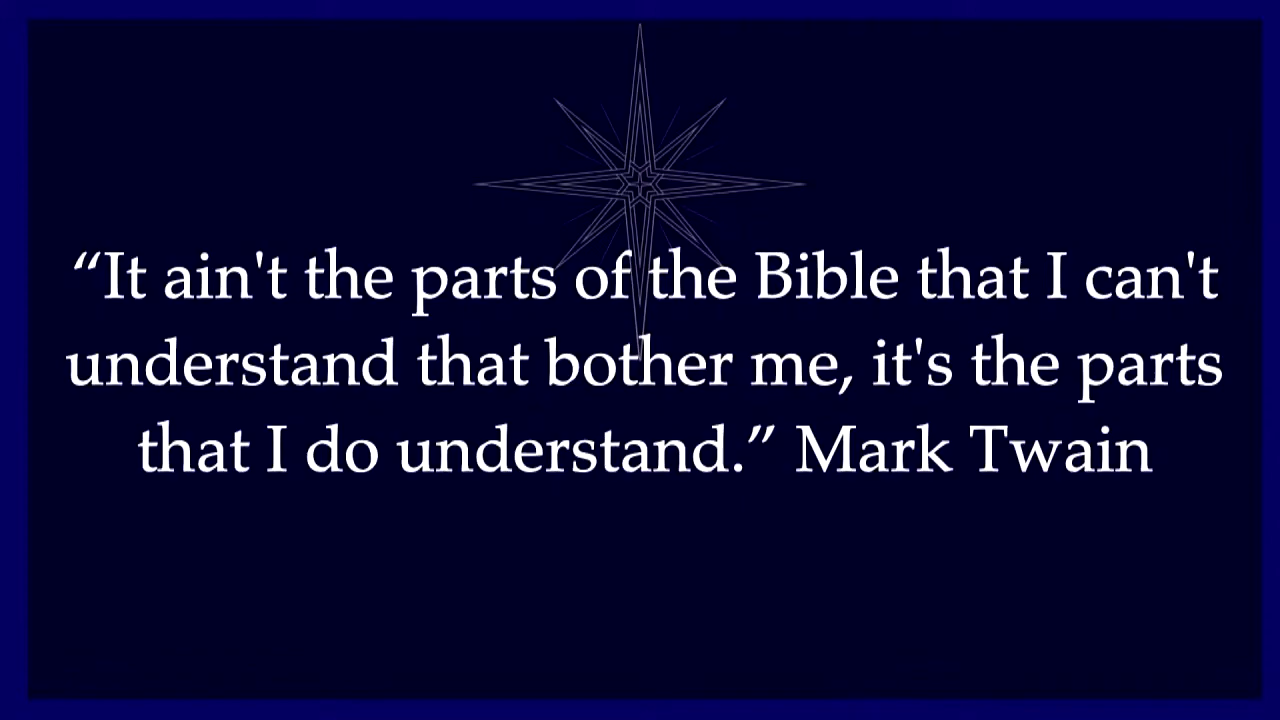 “It ain't the parts of the Bible that I can't
understand that bother me, it's the parts
that I do understand.” Mark Twain